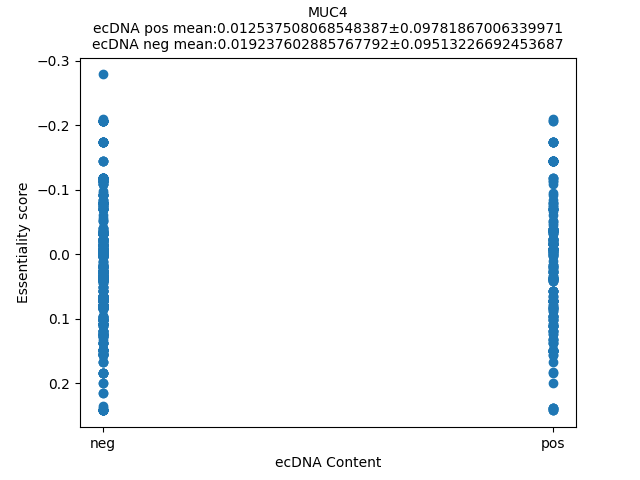 MUC4
ecDNA pos mean:0.012537508068548387±0.09781867006339971
ecDNA neg mean:0.019237602885767792±0.09513226692453687
−0.3
−0.2
−0.1
0.0
0.1
0.2
Essentiality score
neg
pos
ecDNA Content